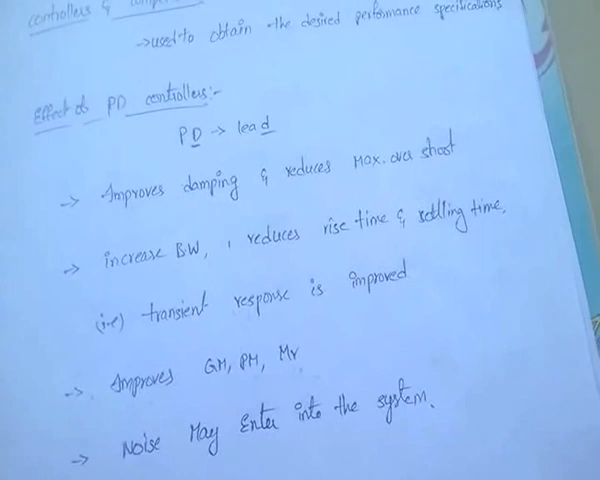 controllers &
→ used to obtain the desired performance specifications
Effect of PD controllers:-
PD → lead
→ Improves damping & reduces Max. over shoot
→ increase BW, , reduces rise time & settling time.
(i-e) transient response is improved
→ Improves GM, PM, Mr
→ Noise May Enter into the system.